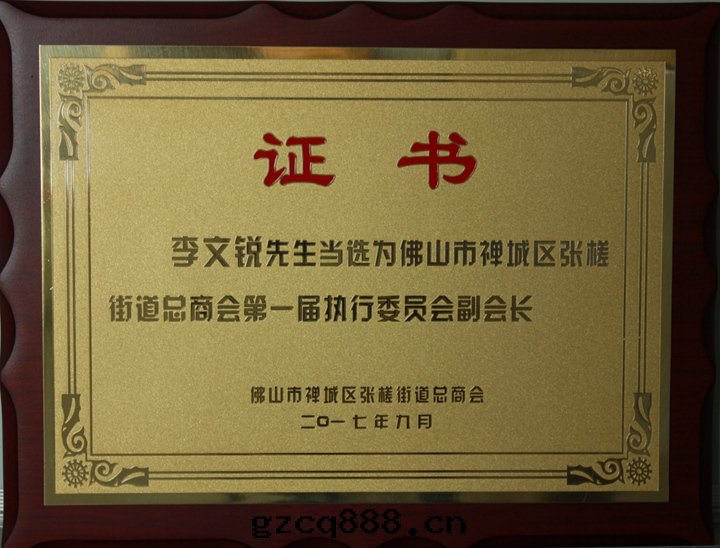 证 书
李文锐先生当选为佛山市禅城区张槎
街道总商会第一届执行委员会副会长
佛山市禅城区张槎街道总商会
二〇一七年九月
gzcq888.cn